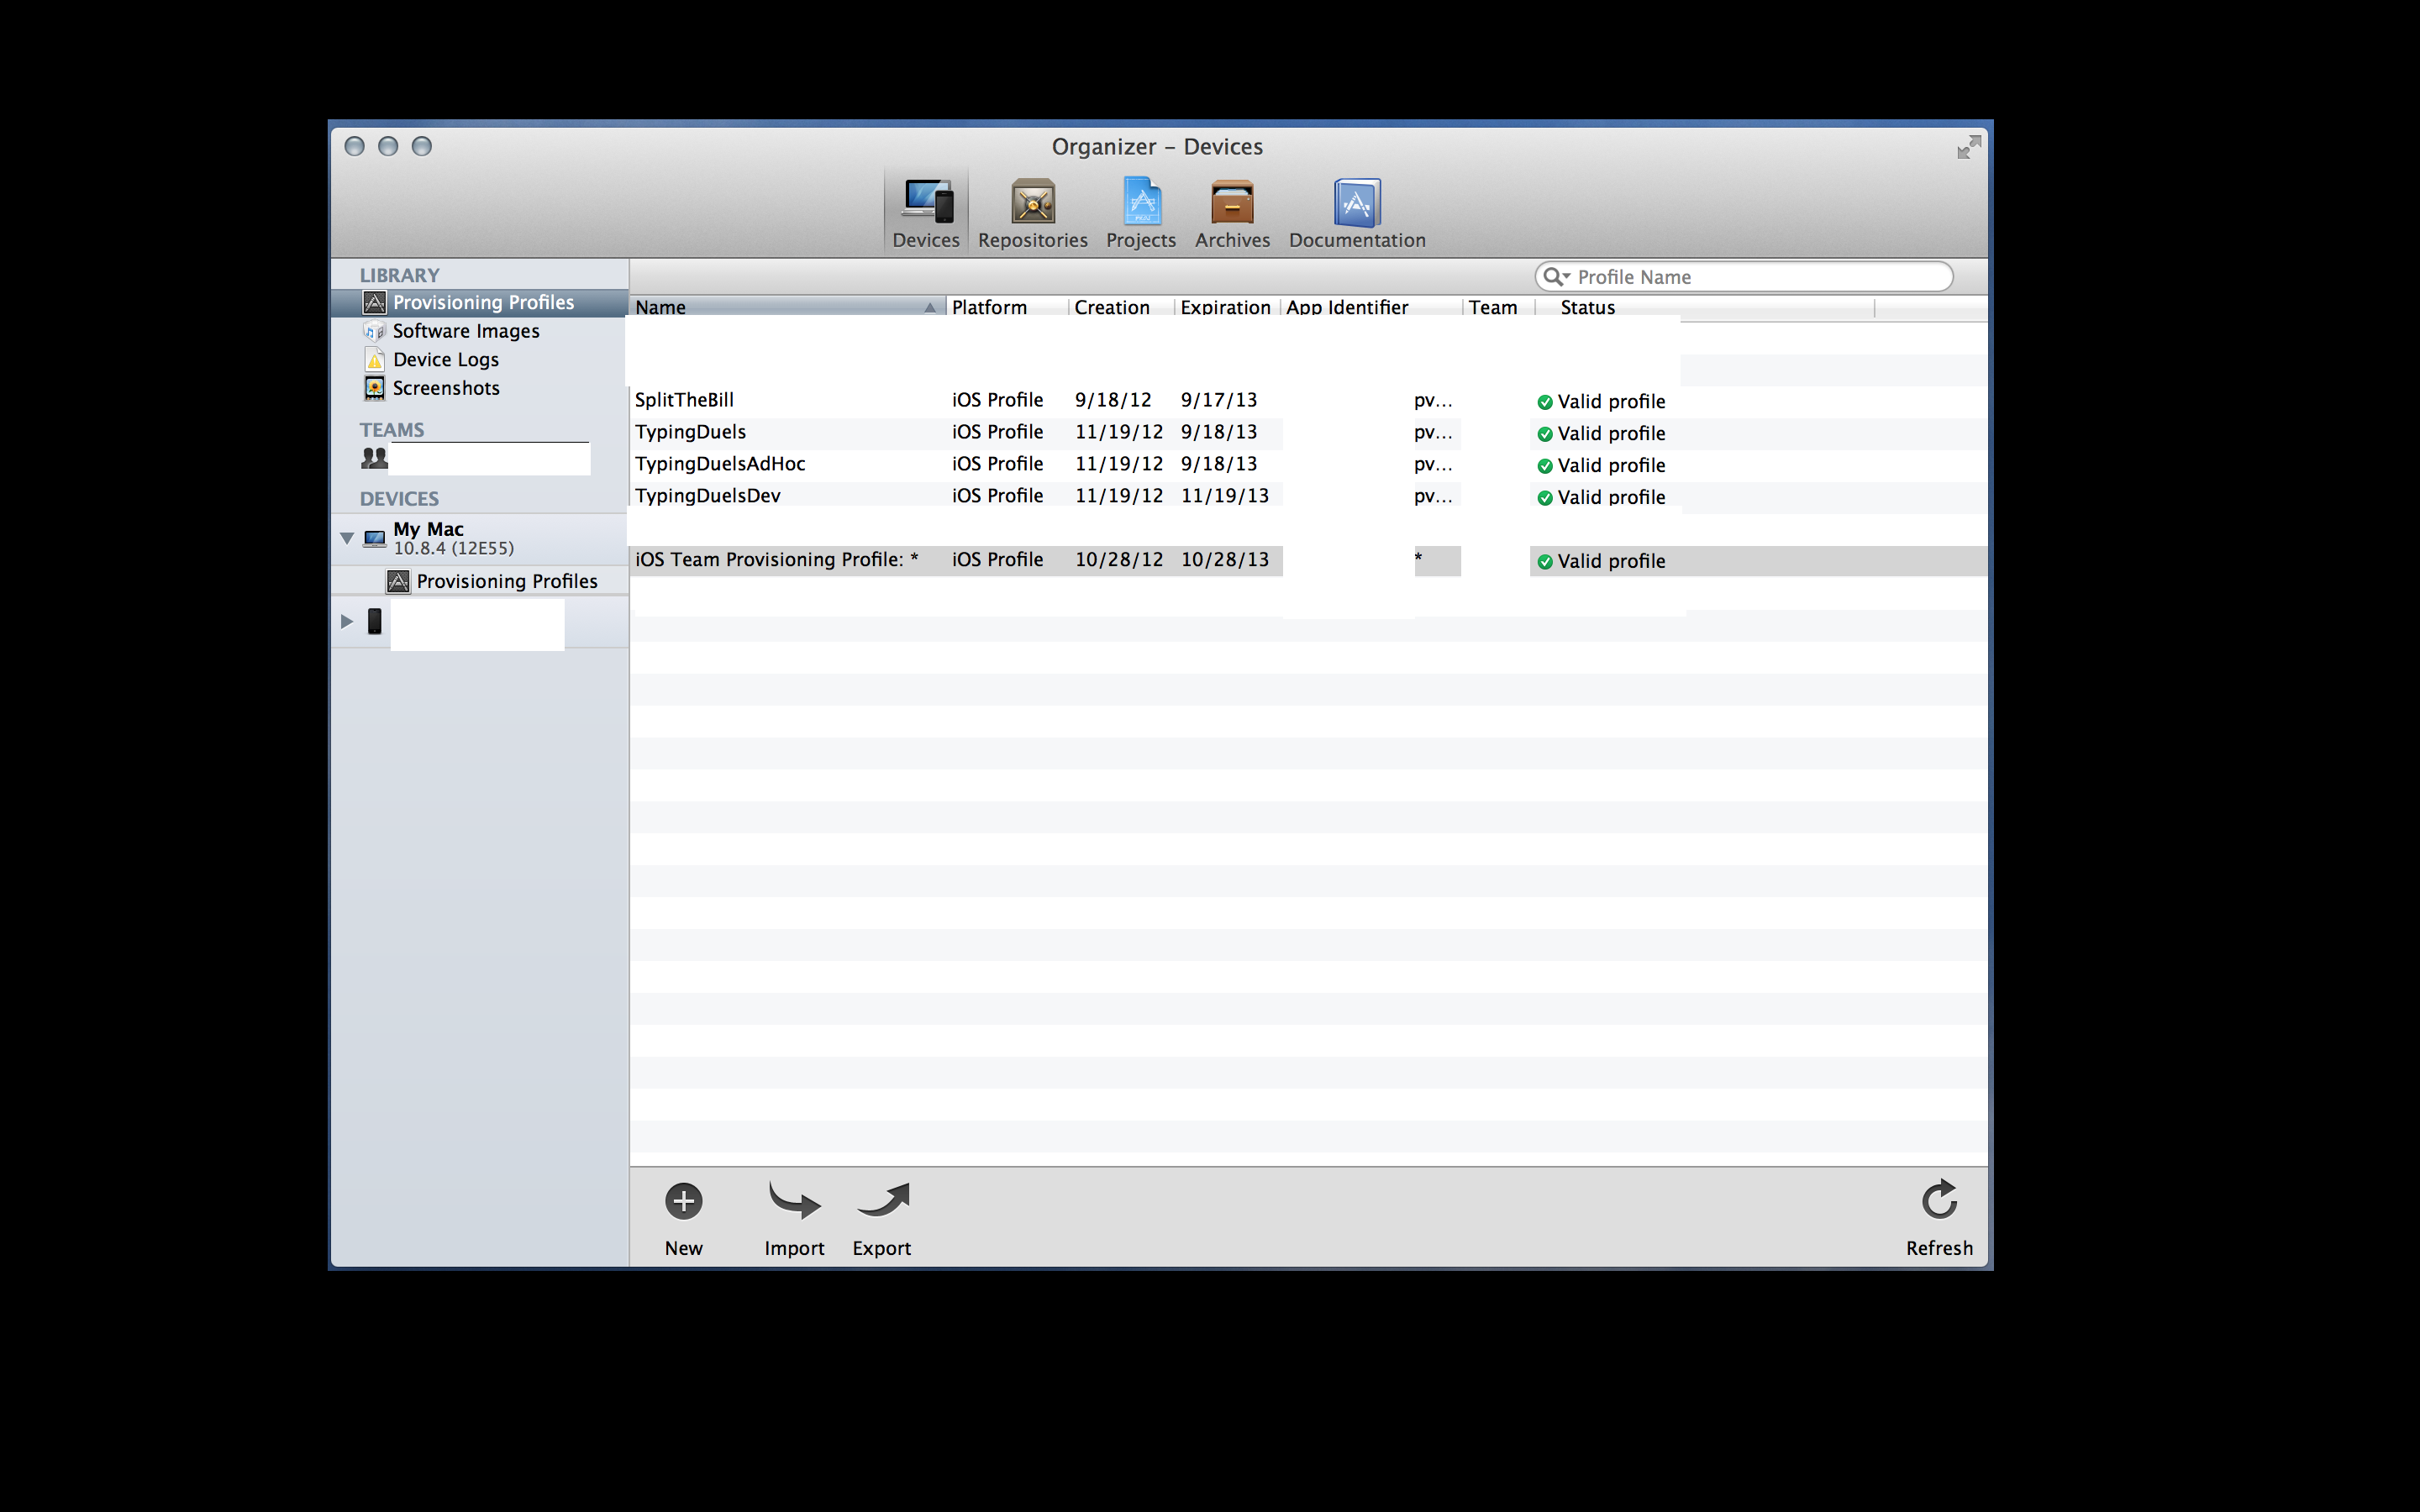 Organizer – Devices
Devices Repositories Projects Archives Documentation
LIBRARY
Provisioning Profiles
Software Images
Device Logs
Screenshots
TEAMS
DEVICES
My Mac
10.8.4 (12E55)
Provisioning Profiles
Profile Name
Name Platform Creation Expiration App Identifier Team Status
SplitTheBill iOS Profile 9/18/12 9/17/13 pv... Valid profile
TypingDuels iOS Profile 11/19/12 9/18/13 pv... Valid profile
TypingDuelsAdHoc iOS Profile 11/19/12 9/18/13 pv... Valid profile
TypingDuelsDev iOS Profile 11/19/12 11/19/13 pv... Valid profile
iOS Team Provisioning Profile: * iOS Profile 10/28/12 10/28/13 * Valid profile
New Import Export Refresh